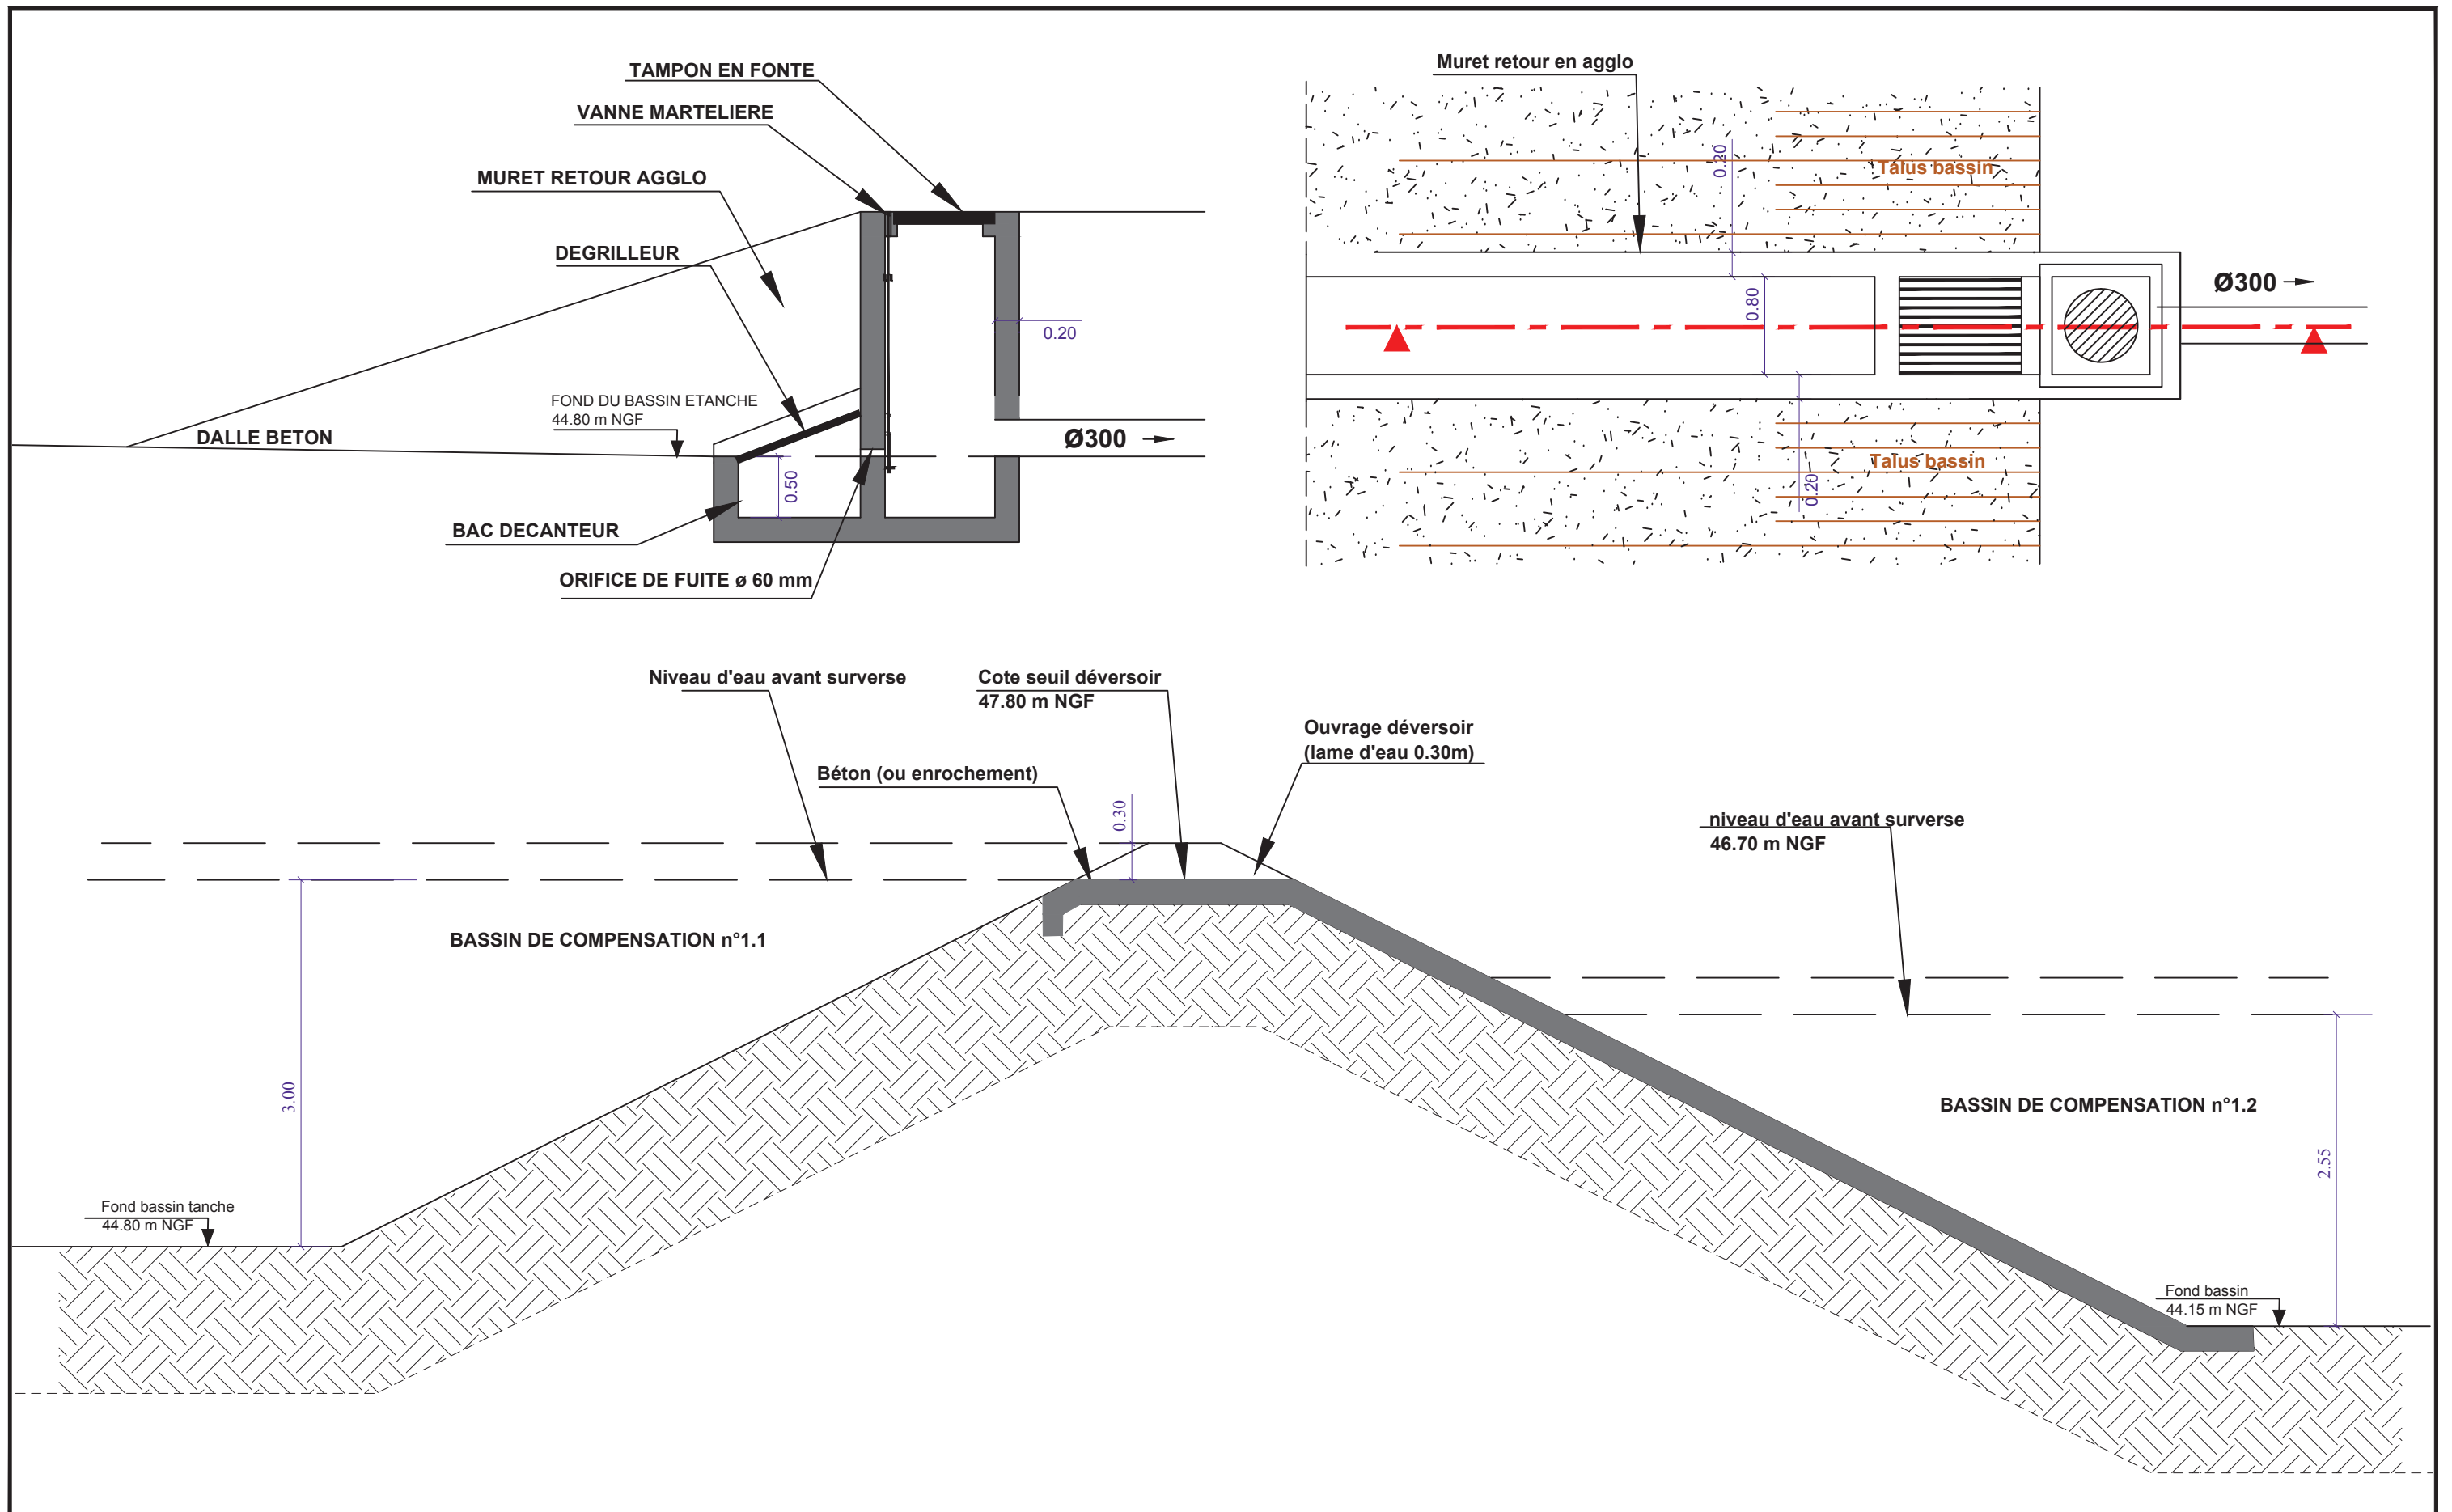 TAMPON EN FONTE
VANNE MARTELIERE
MURET RETOUR AGGLO
DEGRILLEUR
FOND DU BASSIN ETANCHE
44.80 m NGF
DALLE BETON
0.20
Ø300
0.50
BAC DECANTEUR
ORIFICE DE FUITE ø 60 mm
Muret retour en agglo
0.20
Talus bassin
0.80
Ø300
Talus bassin
0.20
Niveau d'eau avant surverse
Cote seuil déversoir
47.80 m NGF
Ouvrage déversoir
(lame d'eau 0.30m)
Béton (ou enrochement)
0.30
niveau d'eau avant surverse
46.70 m NGF
BASSIN DE COMPENSATION n°1.1
3.00
BASSIN DE COMPENSATION n°1.2
2.55
Fond bassin tanche
44.80 m NGF
Fond bassin
44.15 m NGF